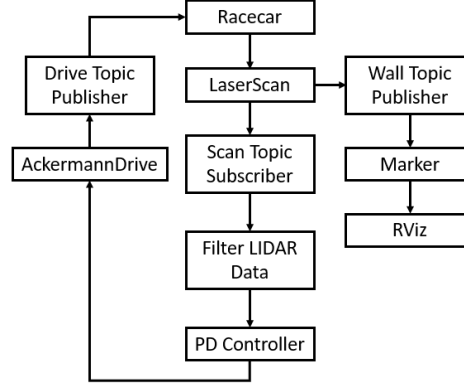 Racecar
Drive Topic
Publisher
LaserScan
Wall Topic
Publisher
AckermannDrive
Scan Topic
Subscriber
Marker
RViz
Filter LIDAR
Data
PD Controller